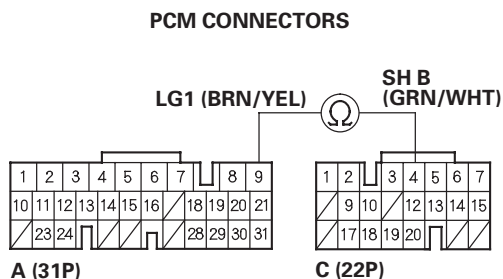 PCM CONNECTORS
LG1 (BRN/YEL)
SH B
(GRN/WHT)
Ω
1 2 3 4 5 6 7 8 9
10 11 12 13 14 15 16 18 19 20 21
23 24 28 29 30 31
A (31P)
1 2 3 4 5 6 7
9 10 12 13 14 15
17 18 19 20
C (22P)